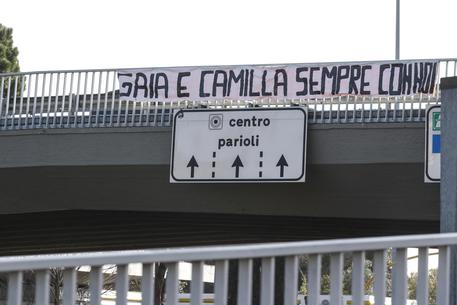 GAIA E CAMILLA SEMPRE CON NOI
centro
parioli